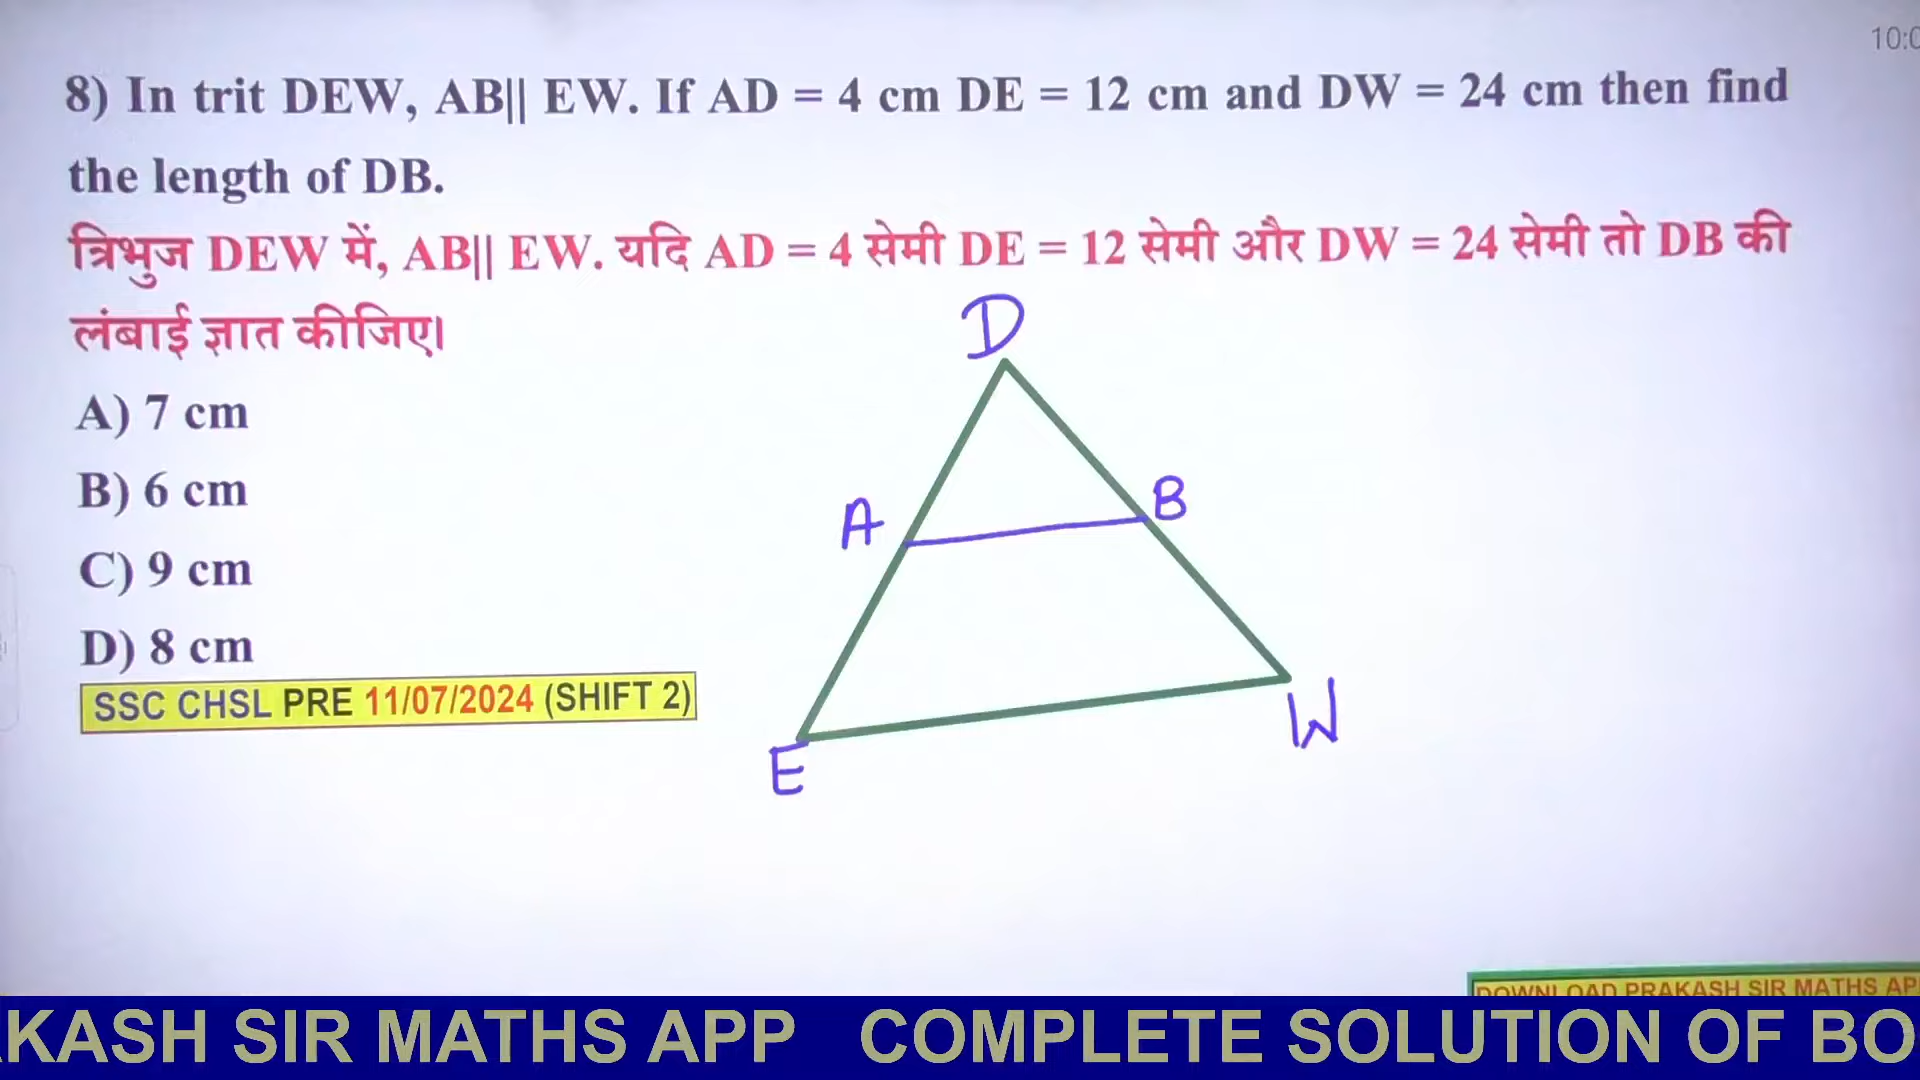 10:0
8) In trit DEW, AB|| EW. If AD = 4 cm DE = 12 cm and DW = 24 cm then find
the length of DB.
त्रिभुज DEW में, AB|| EW. यदि AD = 4 सेमी DE = 12 सेमी और DW = 24 सेमी तो DB की
लंबाई ज्ञात कीजिए।
A) 7 cm
B) 6 cm
C) 9 cm
D) 8 cm
SSC CHSL PRE 11/07/2024 (SHIFT 2)
D
A
B
E
W
DOWNLOAD PRAKASH SIR MATHS AP
KASH SIR MATHS APP COMPLETE SOLUTION OF BO